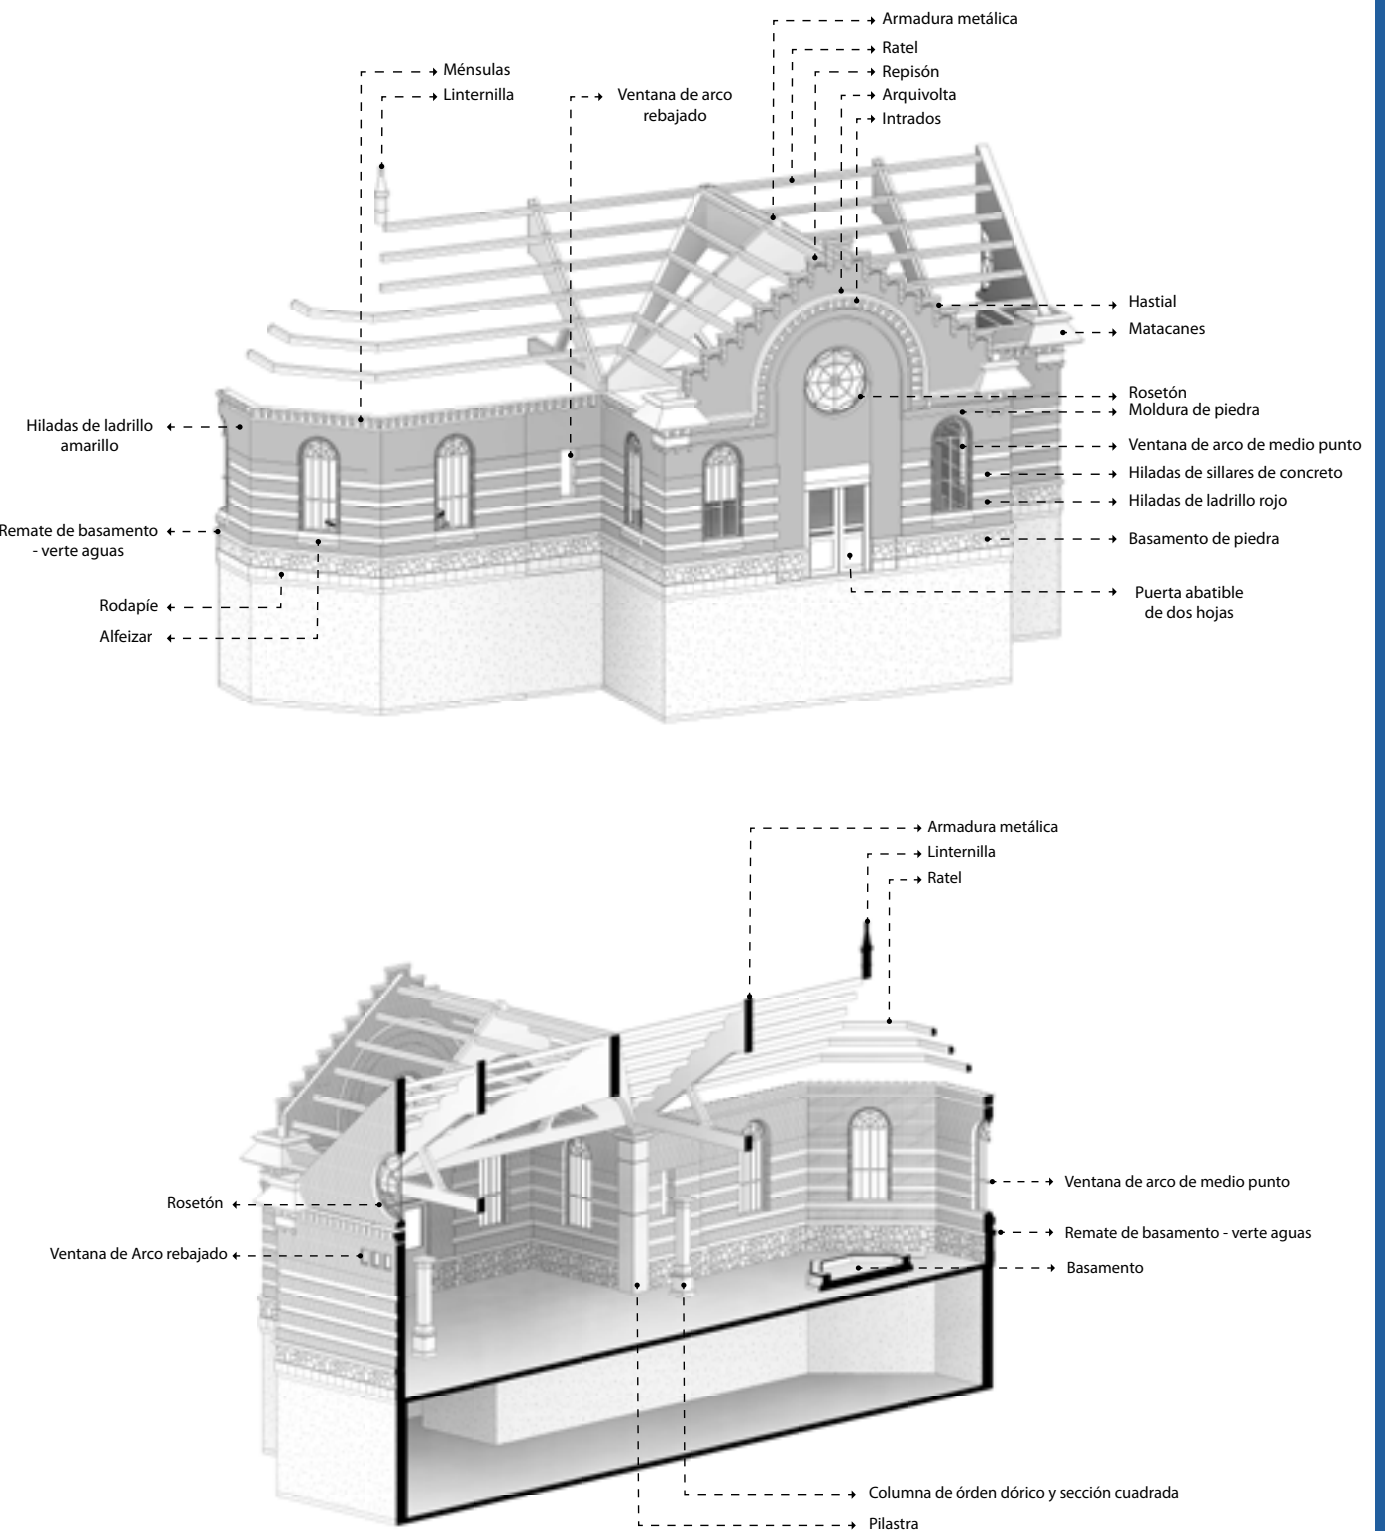 Armadura metálica
Ratel
Repisón
Arquivolta
Intrados
Ménsulas
Linternilla
Ventana de arco
rebajado
Hastial
Matacanes
Rosetón
Moldura de piedra
Ventana de arco de medio punto
Hiladas de sillares de concreto
Hiladas de ladrillo rojo
Basamento de piedra
Puerta abatible
de dos hojas
Hiladas de ladrillo
amarillo
Remate de basamento
- verte aguas
Rodapíe
Alfeizar
Armadura metálica
Linternilla
Ratel
Rosetón
Ventana de Arco rebajado
Ventana de arco de medio punto
Remate de basamento - verte aguas
Basamento
Columna de órden dórico y sección cuadrada
Pilastra